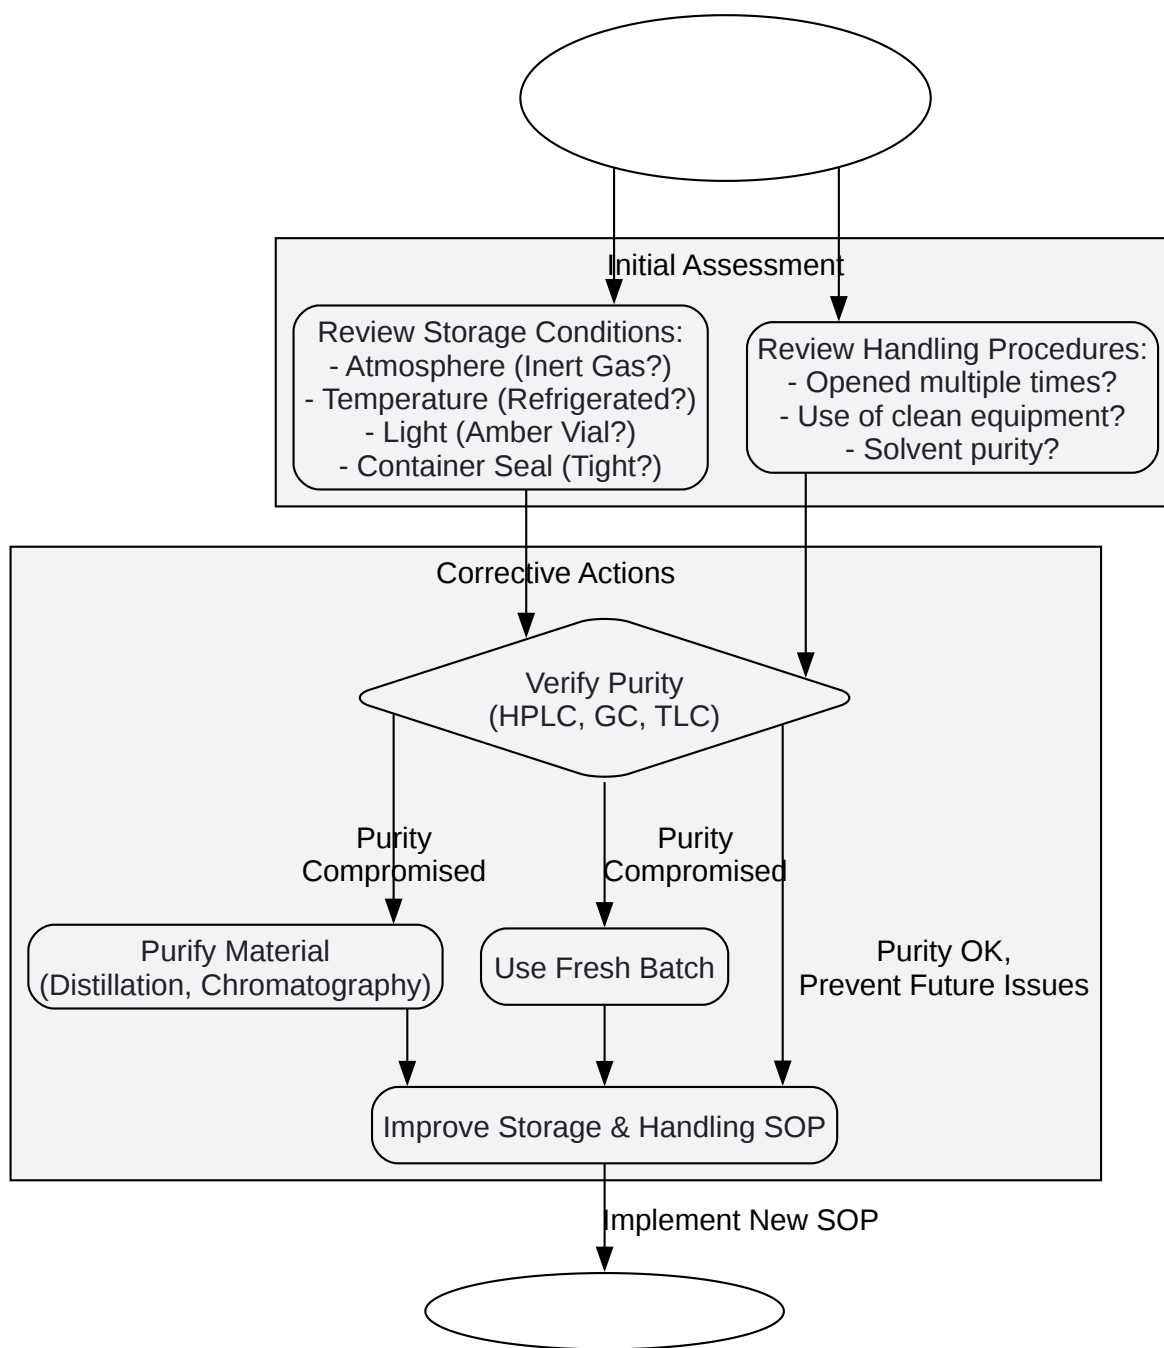 Initial Assessment
Review Storage Conditions:
- Atmosphere (Inert Gas?)
- Temperature (Refrigerated?)
- Light (Amber Vial?)
- Container Seal (Tight?)
Review Handling Procedures:
- Opened multiple times?
- Use of clean equipment?
- Solvent purity?
Corrective Actions
Verify Purity
(HPLC, GC, TLC)
Purity
Compromised
Purity
Compromised
Purify Material
(Distillation, Chromatography)
Use Fresh Batch
Purity OK,
Prevent Future Issues
Improve Storage & Handling SOP
Implement New SOP